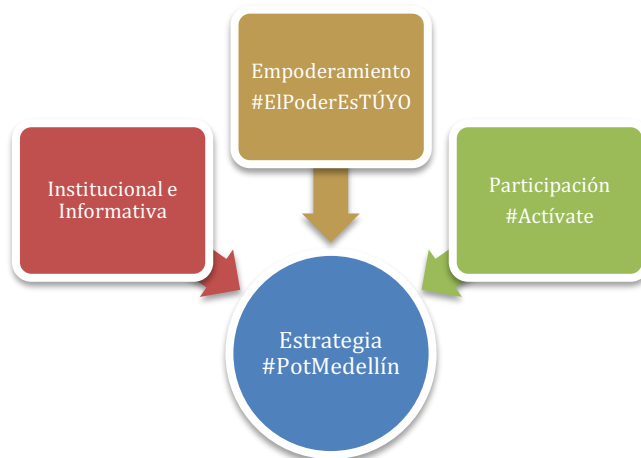 Empoderamiento
#ElPoderEsTÚYO
Institucional e
Informativa
Participación
#Actívate
Estrategia
#PotMedellín